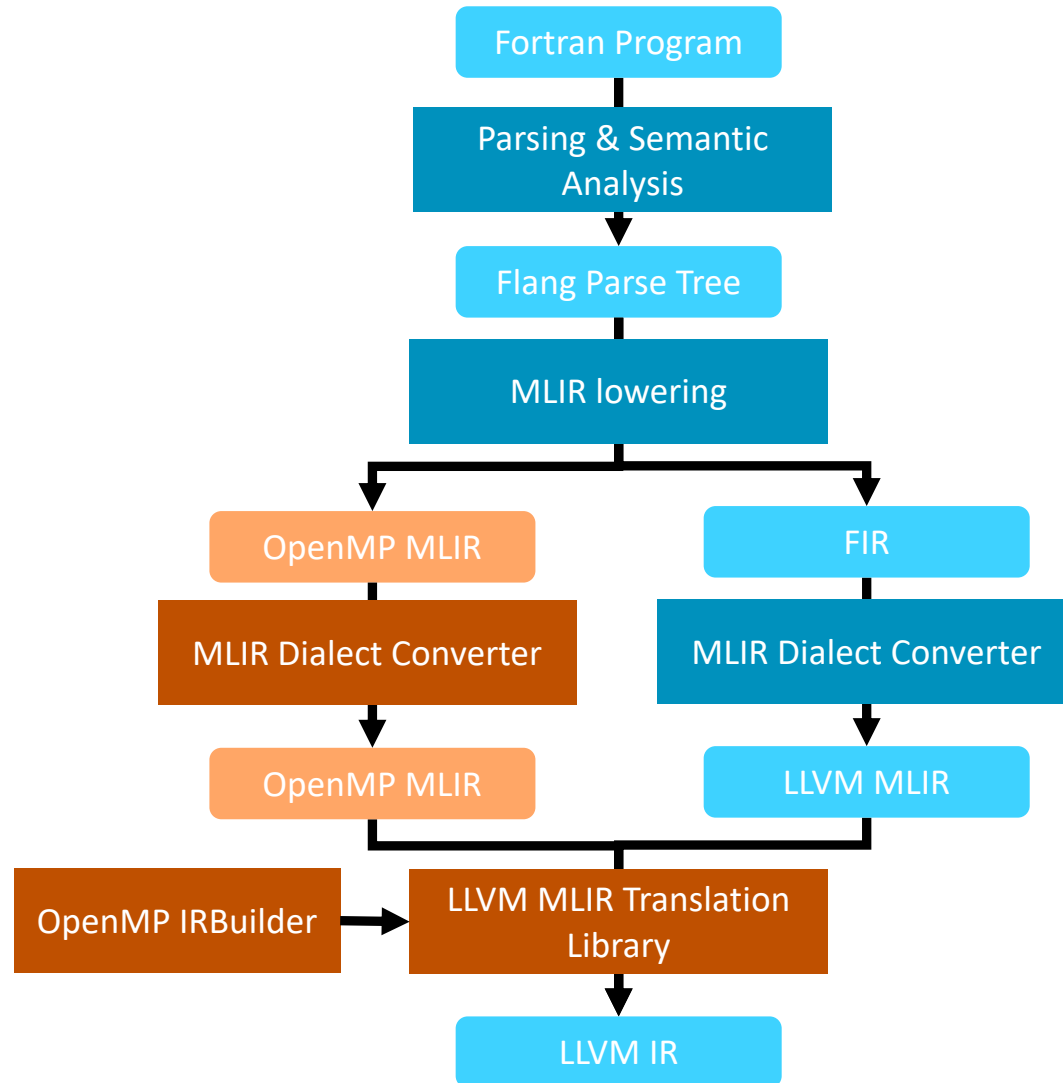 Fortran Program
Parsing & Semantic
Analysis
Flang Parse Tree
MLIR lowering
OpenMP MLIR
FIR
MLIR Dialect Converter
MLIR Dialect Converter
OpenMP MLIR
LLVM MLIR
OpenMP IRBuilder
LLVM MLIR Translation
Library
LLVM IR